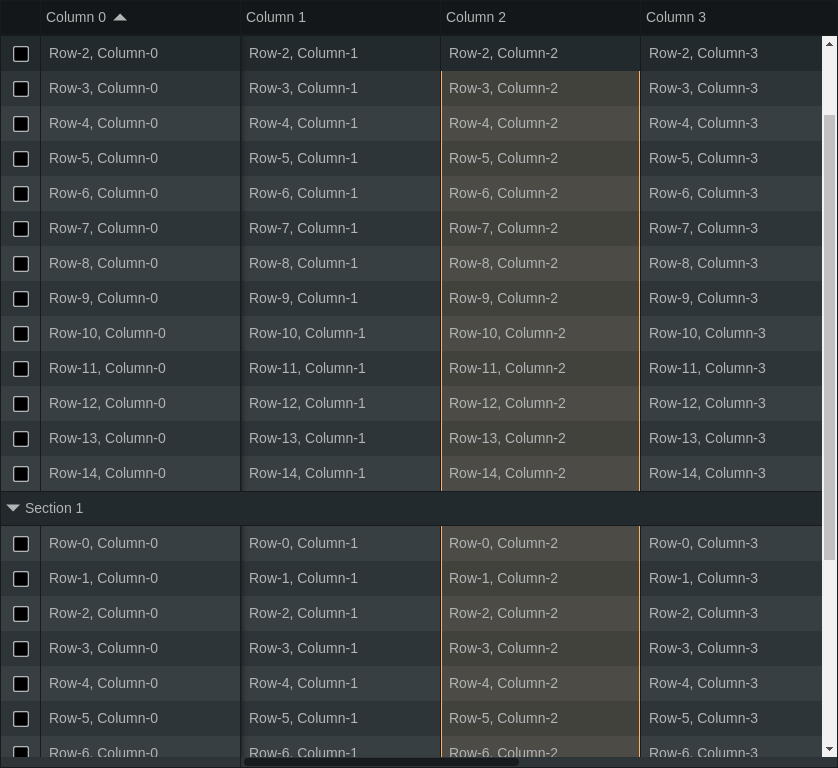 Column 0 Column 1 Column 2 Column 3
Row-2, Column-0 Row-2, Column-1 Row-2, Column-2 Row-2, Column-3
Row-3, Column-0 Row-3, Column-1 Row-3, Column-2 Row-3, Column-3
Row-4, Column-0 Row-4, Column-1 Row-4, Column-2 Row-4, Column-3
Row-5, Column-0 Row-5, Column-1 Row-5, Column-2 Row-5, Column-3
Row-6, Column-0 Row-6, Column-1 Row-6, Column-2 Row-6, Column-3
Row-7, Column-0 Row-7, Column-1 Row-7, Column-2 Row-7, Column-3
Row-8, Column-0 Row-8, Column-1 Row-8, Column-2 Row-8, Column-3
Row-9, Column-0 Row-9, Column-1 Row-9, Column-2 Row-9, Column-3
Row-10, Column-0 Row-10, Column-1 Row-10, Column-2 Row-10, Column-3
Row-11, Column-0 Row-11, Column-1 Row-11, Column-2 Row-11, Column-3
Row-12, Column-0 Row-12, Column-1 Row-12, Column-2 Row-12, Column-3
Row-13, Column-0 Row-13, Column-1 Row-13, Column-2 Row-13, Column-3
Row-14, Column-0 Row-14, Column-1 Row-14, Column-2 Row-14, Column-3
Section 1
Row-0, Column-0 Row-0, Column-1 Row-0, Column-2 Row-0, Column-3
Row-1, Column-0 Row-1, Column-1 Row-1, Column-2 Row-1, Column-3
Row-2, Column-0 Row-2, Column-1 Row-2, Column-2 Row-2, Column-3
Row-3, Column-0 Row-3, Column-1 Row-3, Column-2 Row-3, Column-3
Row-4, Column-0 Row-4, Column-1 Row-4, Column-2 Row-4, Column-3
Row-5, Column-0 Row-5, Column-1 Row-5, Column-2 Row-5, Column-3
Row-6, Column-0 Row-6, Column-1 Row-6, Column-2 Row-6, Column-3